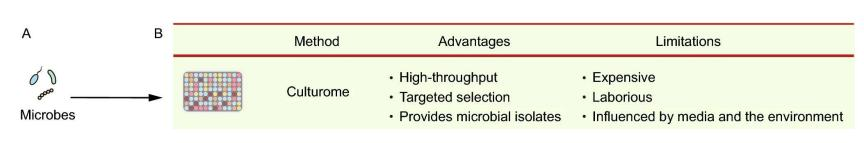 A
B
Method Advantages Limitations
Microbes
Culturome
• High-throughput
• Targeted selection
• Provides microbial isolates
• Expensive
• Laborious
• Influenced by media and the environment